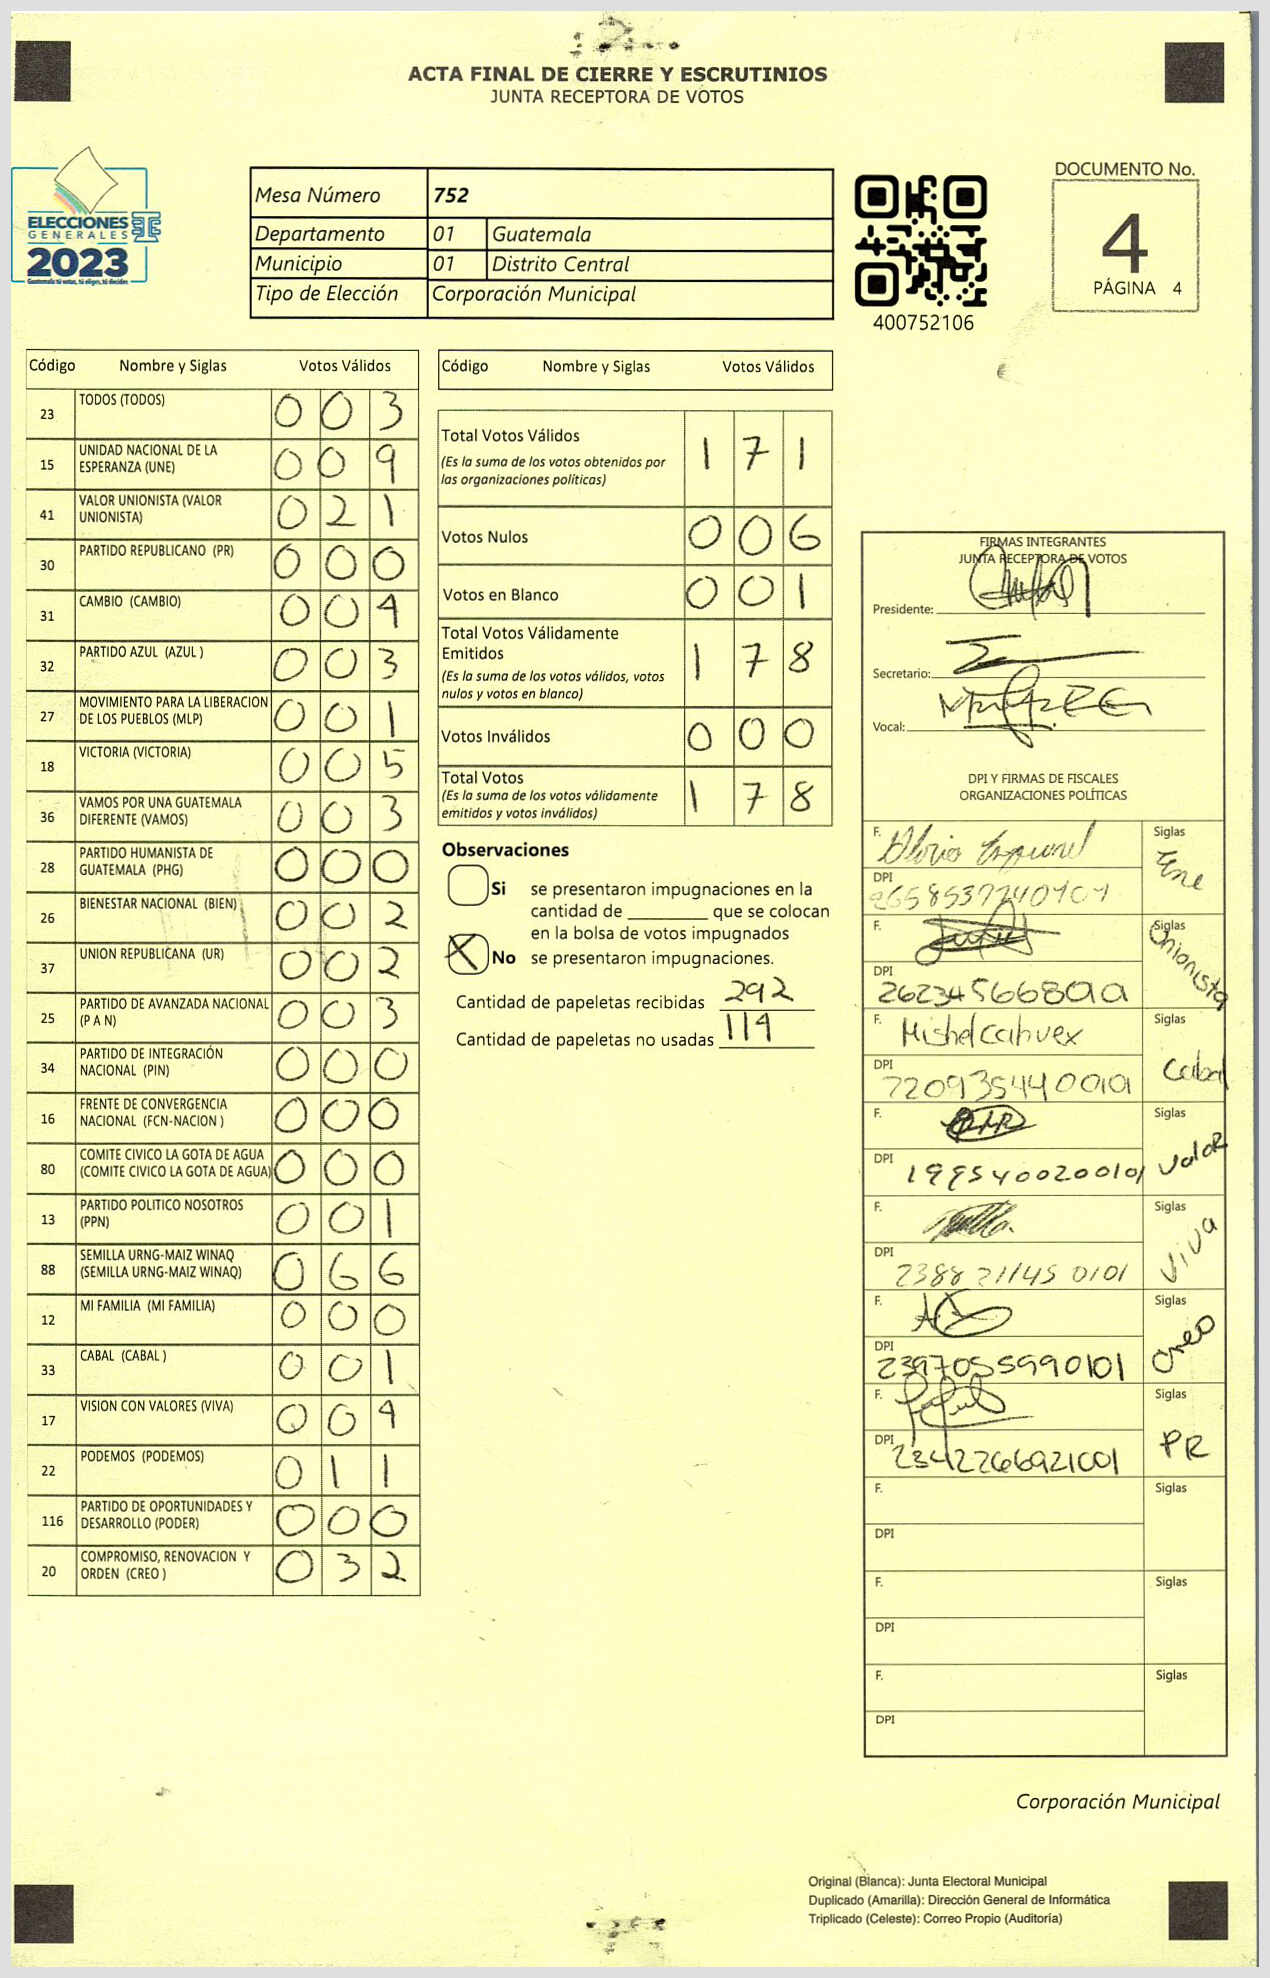 ACTA FINAL DE CIERRE Y ESCRUTINIOS
JUNTA RECEPTORA DE VOTOS
ELECCIONES
GENERALES
2023
Guatemala tú votas, tú eliges, tú decides
Mesa Número 752
Departamento 01 Guatemala
Municipio 01 Distrito Central
Tipo de Elección Corporación Municipal
400752106
DOCUMENTO No.
4
PÁGINA 4
Código Nombre y Siglas Votos Válidos
23 TODOS (TODOS) 0 0 3
15 UNIDAD NACIONAL DE LA ESPERANZA (UNE) 0 0 9
41 VALOR UNIONISTA (VALOR UNIONISTA) 0 2 1
30 PARTIDO REPUBLICANO (PR) 0 0 0
31 CAMBIO (CAMBIO) 0 0 4
32 PARTIDO AZUL (AZUL ) 0 0 3
27 MOVIMIENTO PARA LA LIBERACION DE LOS PUEBLOS (MLP) 0 0 1
18 VICTORIA (VICTORIA) 0 0 5
36 VAMOS POR UNA GUATEMALA DIFERENTE (VAMOS) 0 0 3
28 PARTIDO HUMANISTA DE GUATEMALA (PHG) 0 0 0
26 BIENESTAR NACIONAL (BIEN) 0 0 2
37 UNION REPUBLICANA (UR) 0 0 2
25 PARTIDO DE AVANZADA NACIONAL (P A N) 0 0 3
34 PARTIDO DE INTEGRACIÓN NACIONAL (PIN) 0 0 0
16 FRENTE DE CONVERGENCIA NACIONAL (FCN-NACION ) 0 0 0
80 COMITE CIVICO LA GOTA DE AGUA (COMITE CIVICO LA GOTA DE AGUA) 0 0 0
13 PARTIDO POLITICO NOSOTROS (PPN) 0 0 1
88 SEMILLA URNG-MAIZ WINAQ (SEMILLA URNG-MAIZ WINAQ) 0 6 6
12 MI FAMILIA (MI FAMILIA) 0 0 0
33 CABAL (CABAL ) 0 0 1
17 VISION CON VALORES (VIVA) 0 0 4
22 PODEMOS (PODEMOS) 0 1 1
116 PARTIDO DE OPORTUNIDADES Y DESARROLLO (PODER) 0 0 0
20 COMPROMISO, RENOVACION Y ORDEN (CREO ) 0 3 2
Código Nombre y Siglas Votos Válidos
Total Votos Válidos 1 7 1
(Es la suma de los votos obtenidos por
las organizaciones políticas)
Votos Nulos 0 0 6
Votos en Blanco 0 0 1
Total Votos Válidamente
Emitidos 1 7 8
(Es la suma de los votos válidos, votos
nulos y votos en blanco)
Votos Inválidos 0 0 0
Total Votos 1 7 8
(Es la suma de los votos válidamente
emitidos y votos inválidos)
Observaciones
Si se presentaron impugnaciones en la
cantidad de ________ que se colocan
en la bolsa de votos impugnados
X No se presentaron impugnaciones.
Cantidad de papeletas recibidas 292
Cantidad de papeletas no usadas 114
FIRMAS INTEGRANTES
JUNTA RECEPTORA DE VOTOS
Presidente:
Secretario:
Vocal:
DPI Y FIRMAS DE FISCALES
ORGANIZACIONES POLÍTICAS
F. Siglas Une
DPI
F. Siglas Unionista
DPI
F. Mishel Cahuex Siglas Cabal
DPI
F. Siglas Valor
DPI 1995400200101
F. Siglas Viva
DPI 2388 21145 0101
F. Siglas Creo
DPI 2397055990101
F. Siglas PR
DPI
F. Siglas
DPI
F. Siglas
DPI
F. Siglas
DPI
Corporación Municipal
Original (Blanca): Junta Electoral Municipal
Duplicado (Amarilla): Dirección General de Informática
Triplicado (Celeste): Correo Propio (Auditoría)